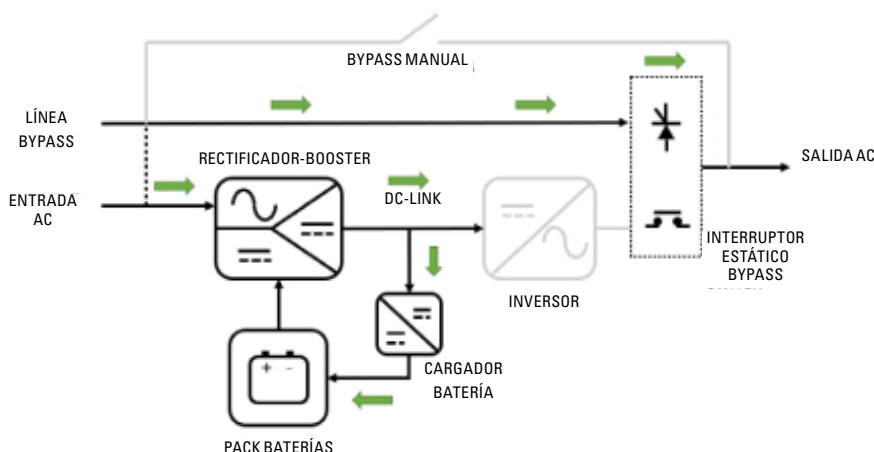 BYPASS MANUAL
LÍNEA
BYPASS
RECTIFICADOR-BOOSTER
SALIDA AC
ENTRADA
AC
DC-LINK
INTERRUPTOR
ESTÁTICO
BYPASS
INVERSOR
CARGADOR
BATERÍA
PACK BATERÍAS